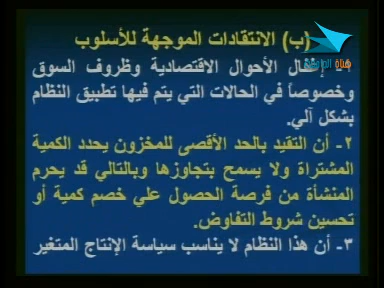 (ب) الانتقادات الموجهة للأسلوب
١- إغفال الأحوال الاقتصادية وظروف السوق
وخصوصاً في الحالات التي يتم فيها تطبيق النظام
بشكل آلي.
٢- أن التقيد بالحد الأقصى للمخزون يحدد الكمية
المشتراة ولا يسمح بتجاوزها وبالتالي قد يحرم
المنشأة من فرصة الحصول علي خصم كمية أو
تحسين شروط التفاوض.
٣- أن هذا النظام لا يناسب سياسة الإنتاج المتغير